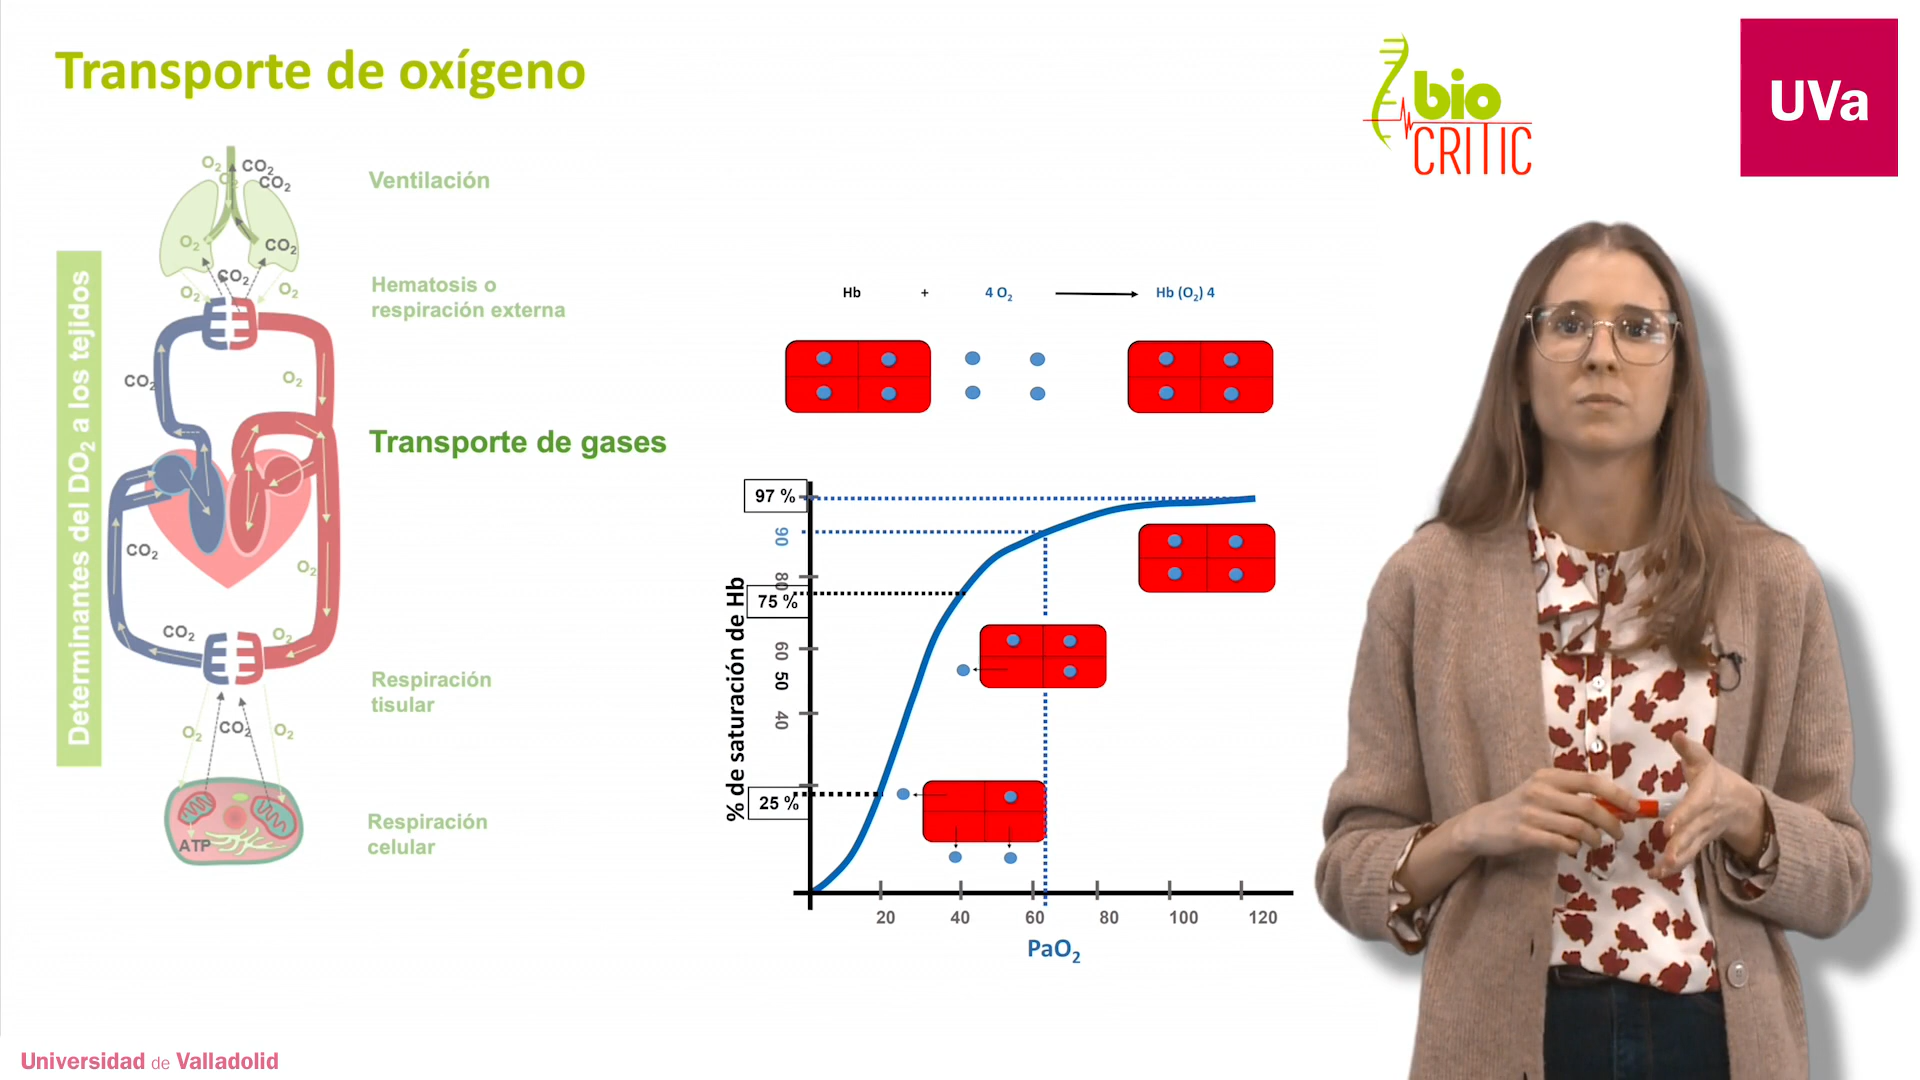 Transporte de oxígeno
bio
CRITIC
UVa
Determinantes del DO₂ a los tejidos
O₂
CO₂
CO₂
O₂
O₂
CO₂
CO₂
O₂
O₂
CO₂
O₂
CO₂
O₂
CO₂
O₂
O₂
CO₂
O₂
ATP
Ventilación
Hematosis o
respiración externa
Transporte de gases
Respiración
tisular
Respiración
celular
Hb + 4 O₂ Hb (O₂) 4
% de saturación de Hb
97 %
90
80
75 %
60
50
40
25 %
20 40 60 80 100 120
PaO₂
Universidad de Valladolid